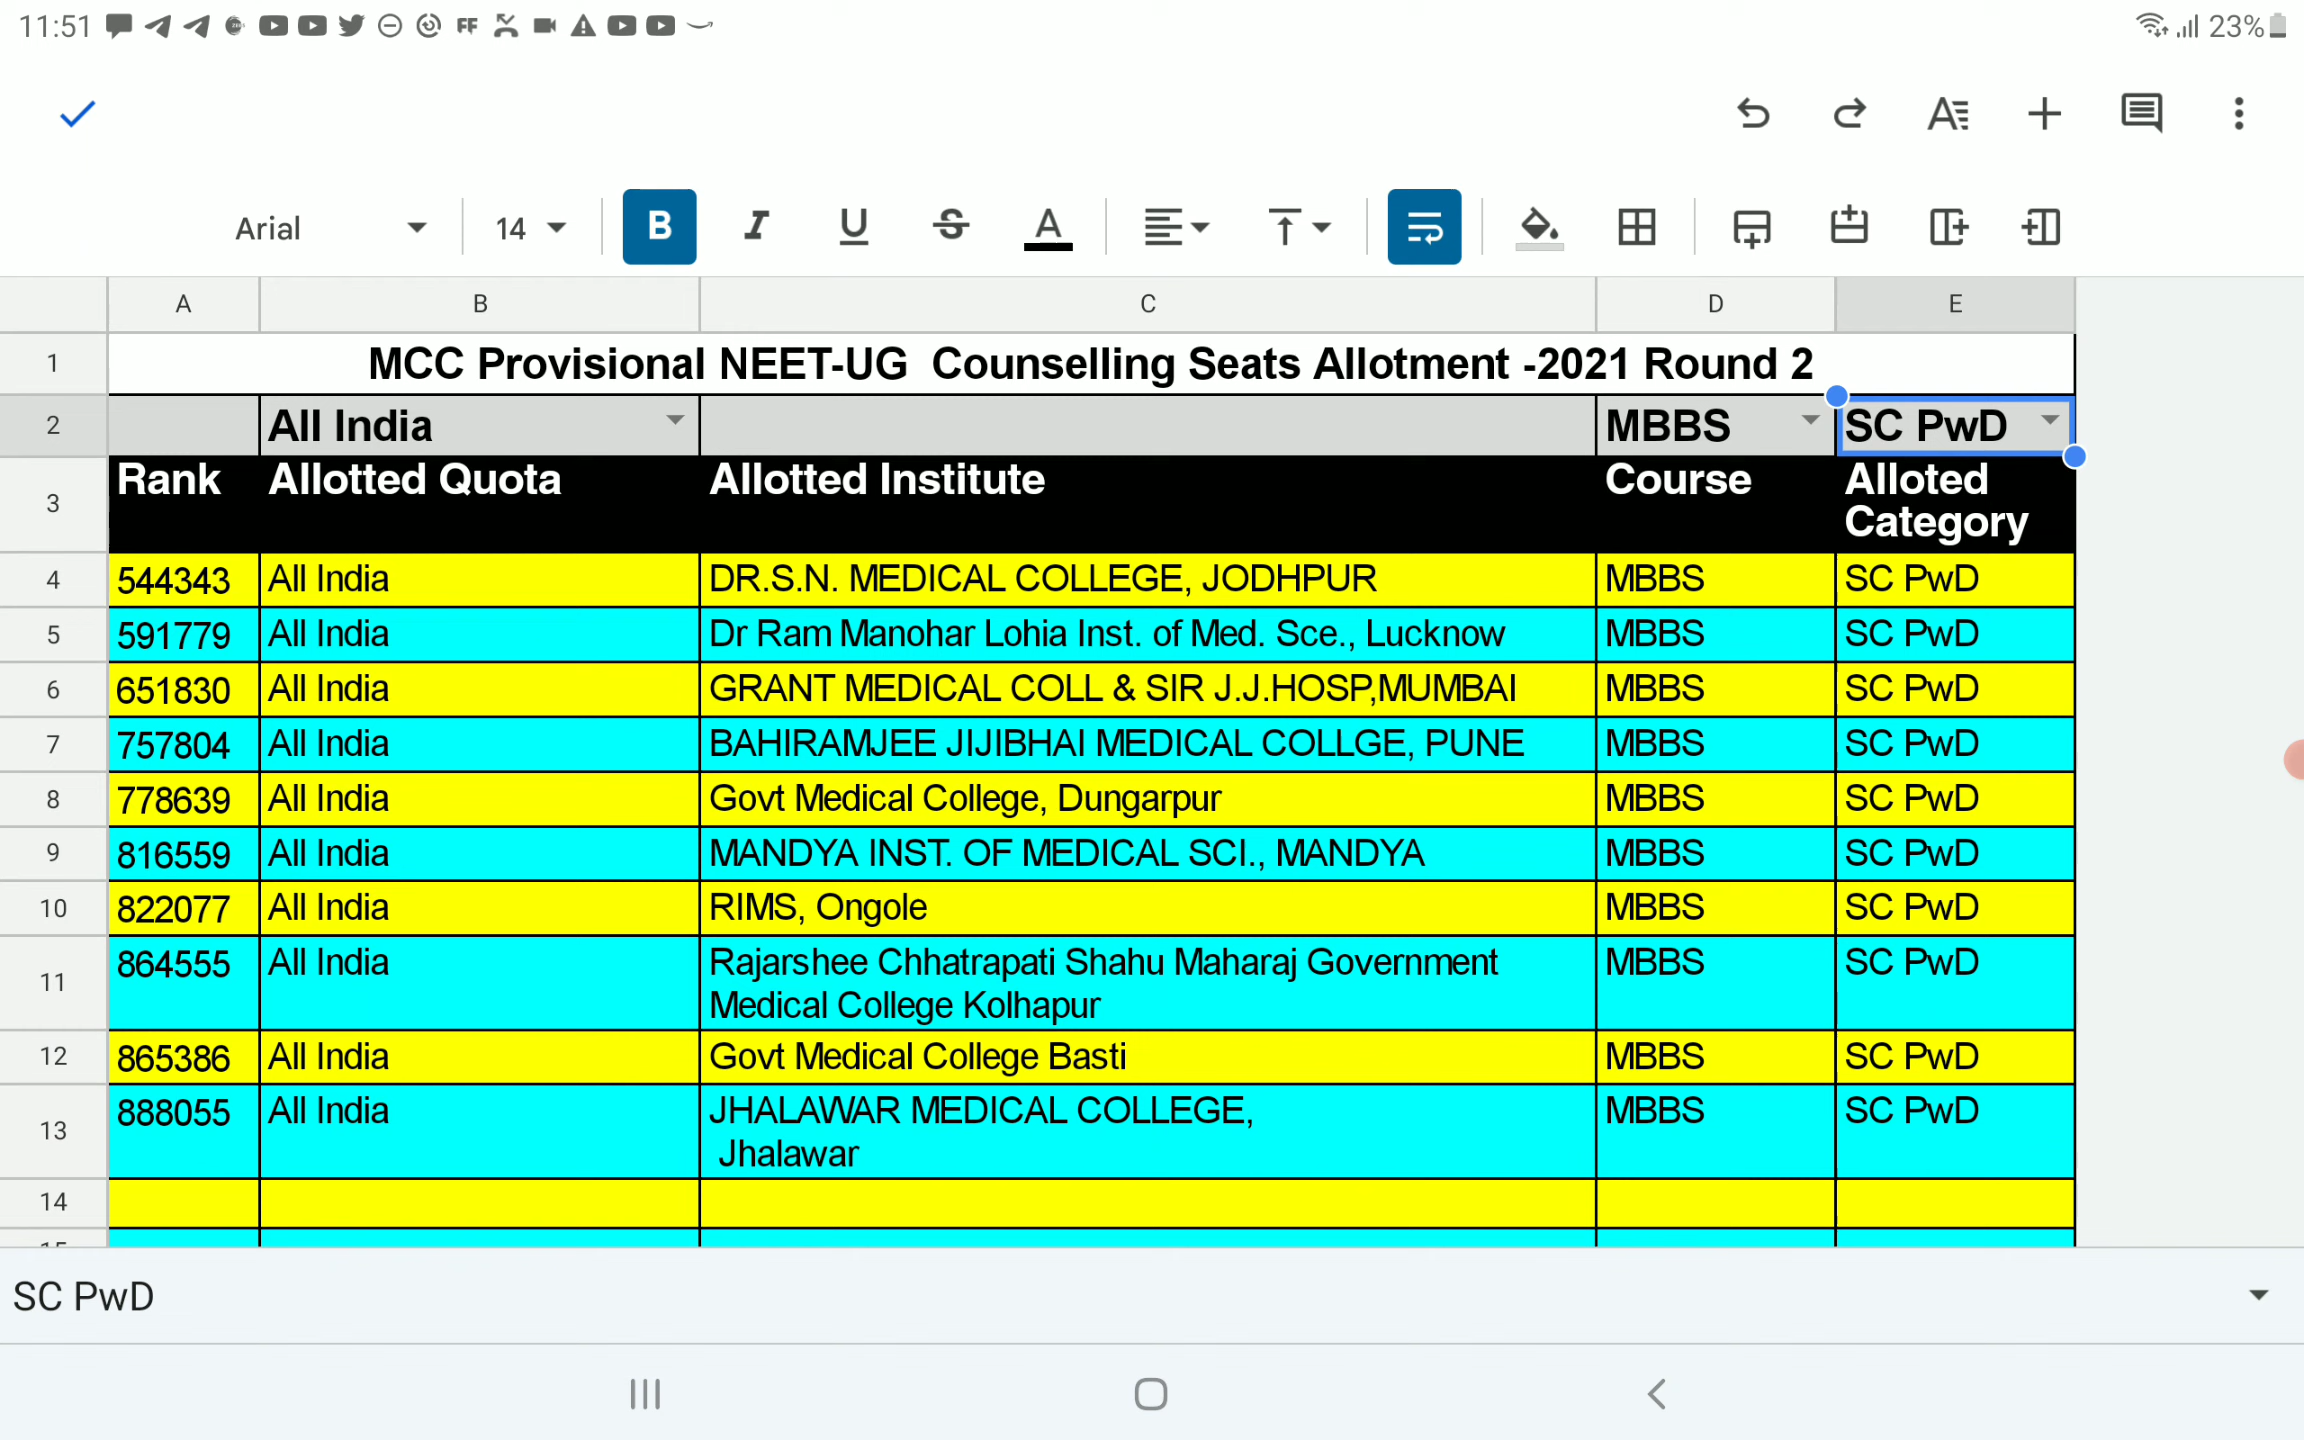 11:51
FF
23%
Arial
14
B I U S A
A B C D E
1 MCC Provisional NEET-UG Counselling Seats Allotment -2021 Round 2
2 All India MBBS SC PwD
3 Rank Allotted Quota Allotted Institute Course Alloted
Category
4 544343 All India DR.S.N. MEDICAL COLLEGE, JODHPUR MBBS SC PwD
5 591779 All India Dr Ram Manohar Lohia Inst. of Med. Sce., Lucknow MBBS SC PwD
6 651830 All India GRANT MEDICAL COLL & SIR J.J.HOSP,MUMBAI MBBS SC PwD
7 757804 All India BAHIRAMJEE JIJIBHAI MEDICAL COLLGE, PUNE MBBS SC PwD
8 778639 All India Govt Medical College, Dungarpur MBBS SC PwD
9 816559 All India MANDYA INST. OF MEDICAL SCI., MANDYA MBBS SC PwD
10 822077 All India RIMS, Ongole MBBS SC PwD
11 864555 All India Rajarshee Chhatrapati Shahu Maharaj Government MBBS SC PwD
Medical College Kolhapur
12 865386 All India Govt Medical College Basti MBBS SC PwD
13 888055 All India JHALAWAR MEDICAL COLLEGE, MBBS SC PwD
Jhalawar
14
SC PwD